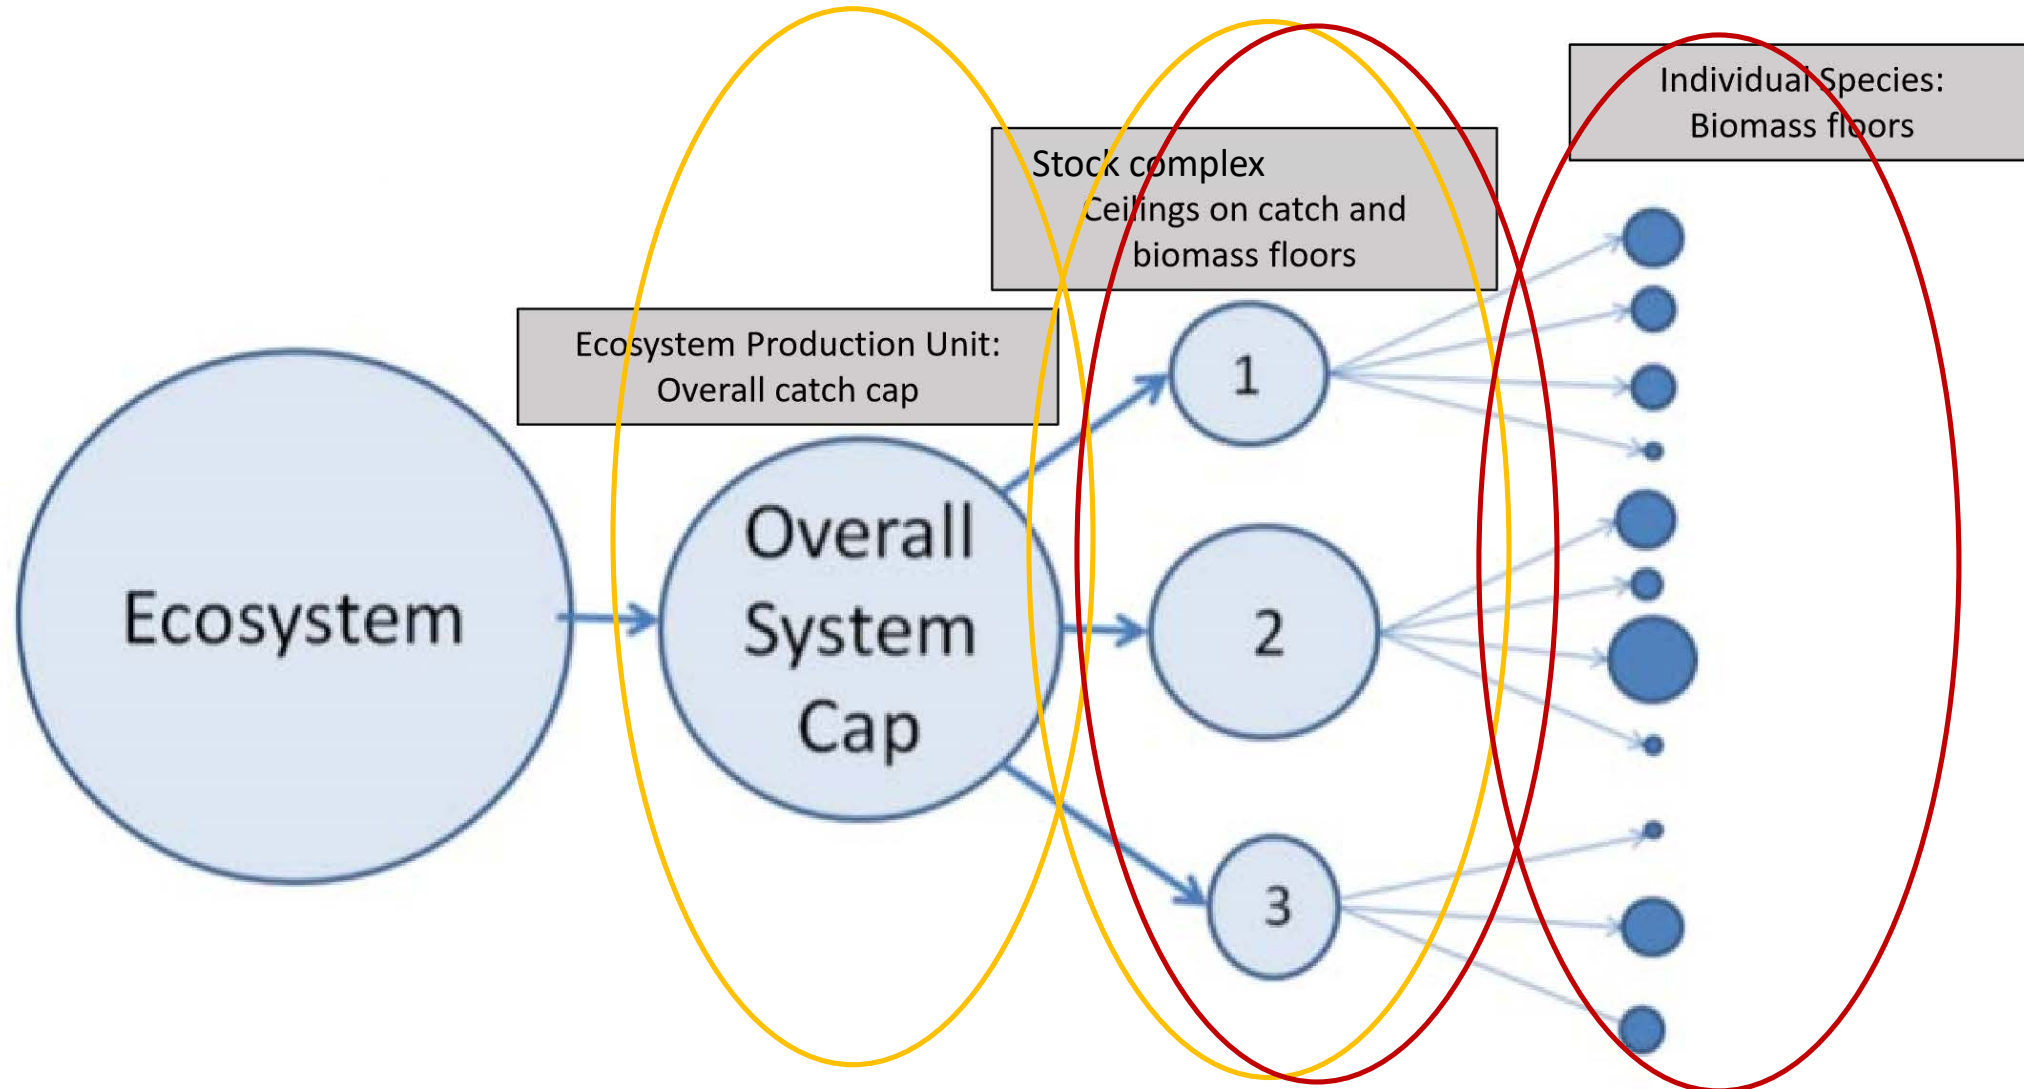 Individual Species:
Biomass floors
Stock complex
Ceilings on catch and
biomass floors
Ecosystem Production Unit:
Overall catch cap
Ecosystem
Overall
System
Cap
1
2
3